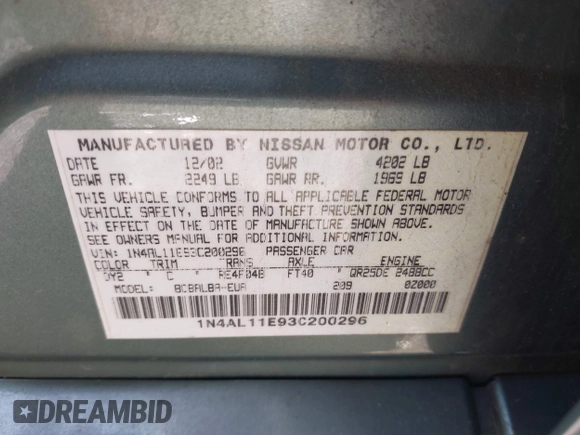 MANUFACTURED BY NISSAN MOTOR CO., LTD.
DATE 12/02 GVWR 4202 LB
GAWR FR. 2249 LB GAWR RR. 1969 LB
THIS VEHICLE CONFORMS TO ALL APPLICABLE FEDERAL MOTOR
VEHICLE SAFETY, BUMPER AND THEFT PREVENTION STANDARDS
IN EFFECT ON THE DATE OF MANUFACTURE SHOWN ABOVE.
SEE OWNERS MANUAL FOR ADDITIONAL INFORMATION
VIN: 1N4AL11E93C200296 PASSENGER CAR
COLOR TRIM TRANS AXLE ENGINE
DY2 " C " RE4F04B FT40 " QR25DE 2488CC
MODEL: BCBALBA-EUA 209 0Z000
1N4AL11E93C200296
DREAMBID